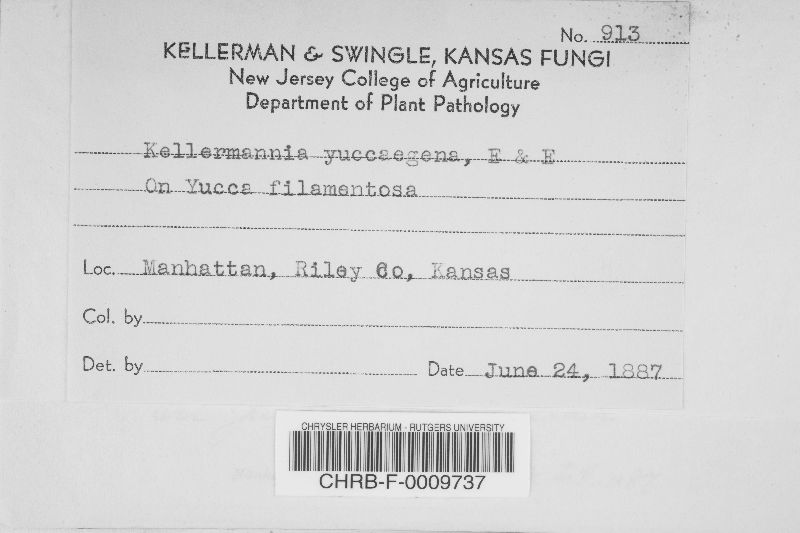 No. 913
KELLERMAN & SWINGLE, KANSAS FUNGI
New Jersey College of Agriculture
Department of Plant Pathology
Kellermannia yuccaegena, E & E
On Yucca filamentosa
Loc. Manhattan, Riley Co, Kansas
Col. by
Det. by Date June 24, 1887
CHRYSLER HERBARIUM - RUTGERS UNIVERSITY
CHRB-F-0009737